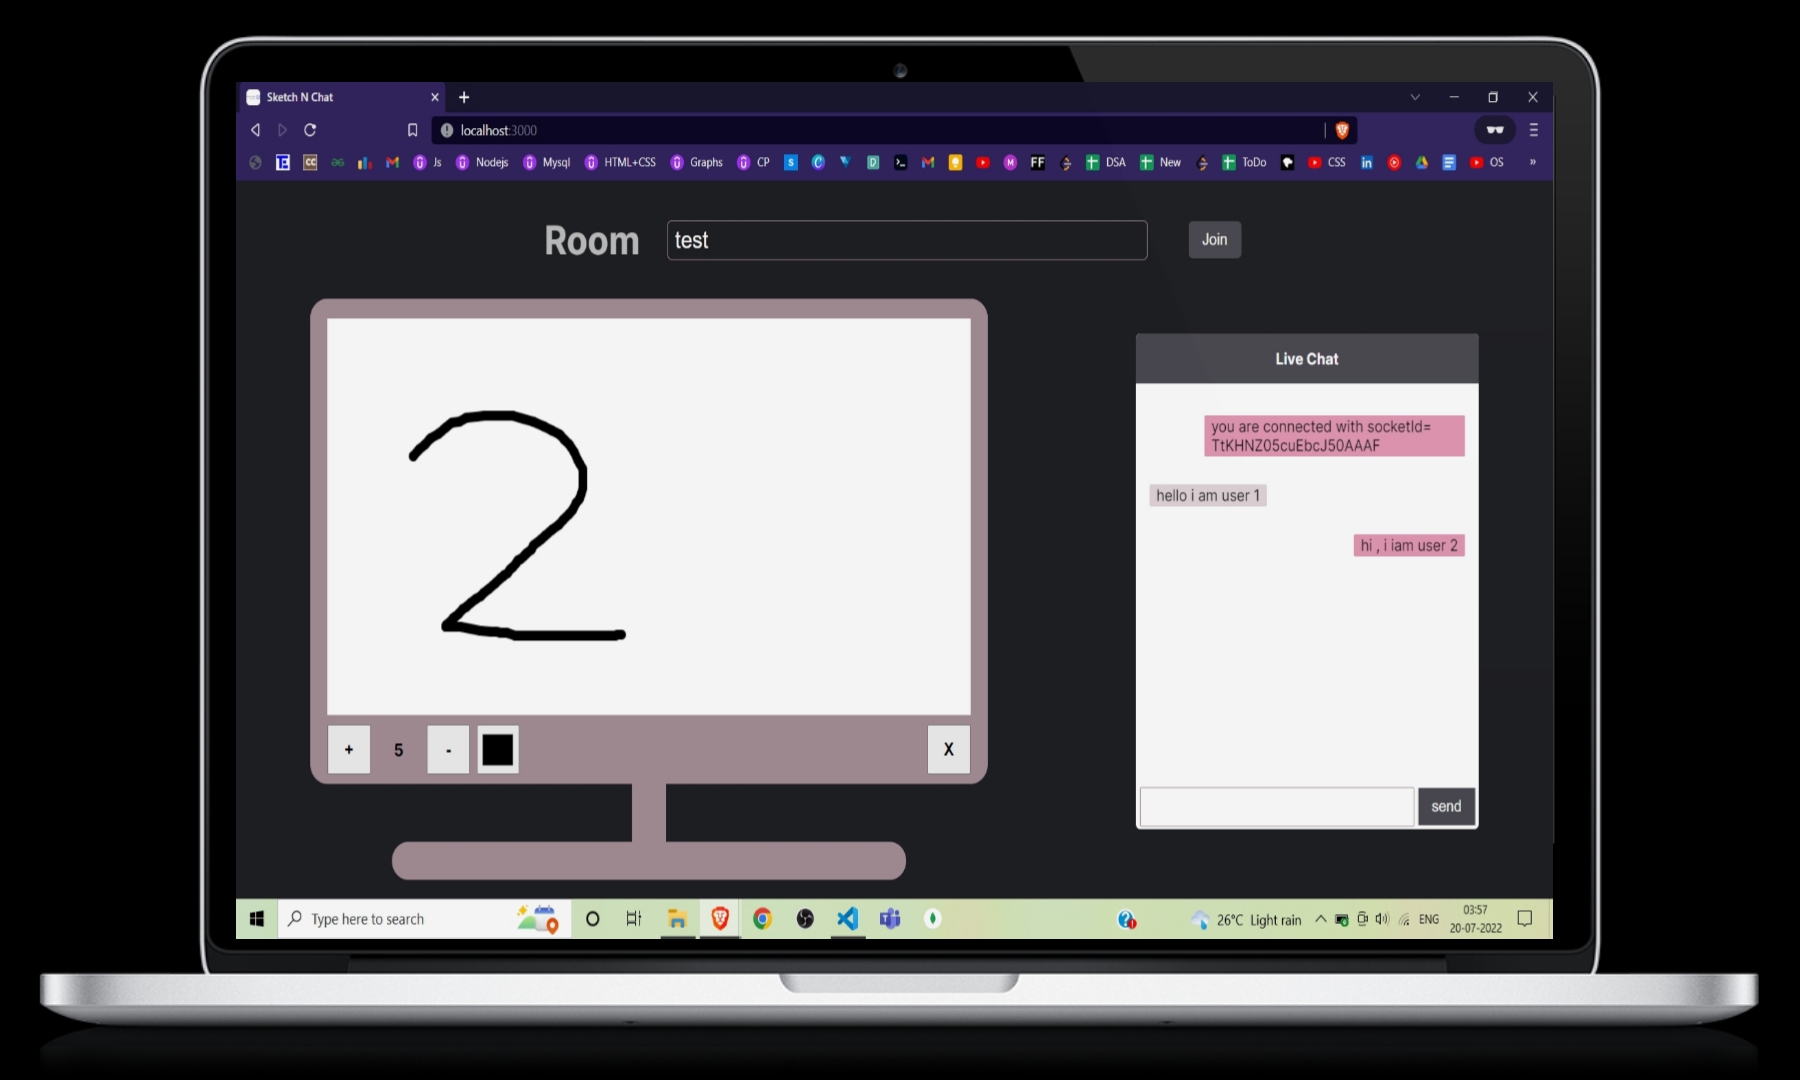 Sketch N Chat
localhost:3000
Js Nodejs Mysql HTML+CSS Graphs CP FF DSA New ToDo CSS OS »
Room test Join
2
Live Chat
you are connected with socketId=
TtKHNZ05cuEbcJ50AAAF
hello i am user 1
hi , i iam user 2
+ 5 - X
send
Type here to search
26°C Light rain ENG
03:57
20-07-2022